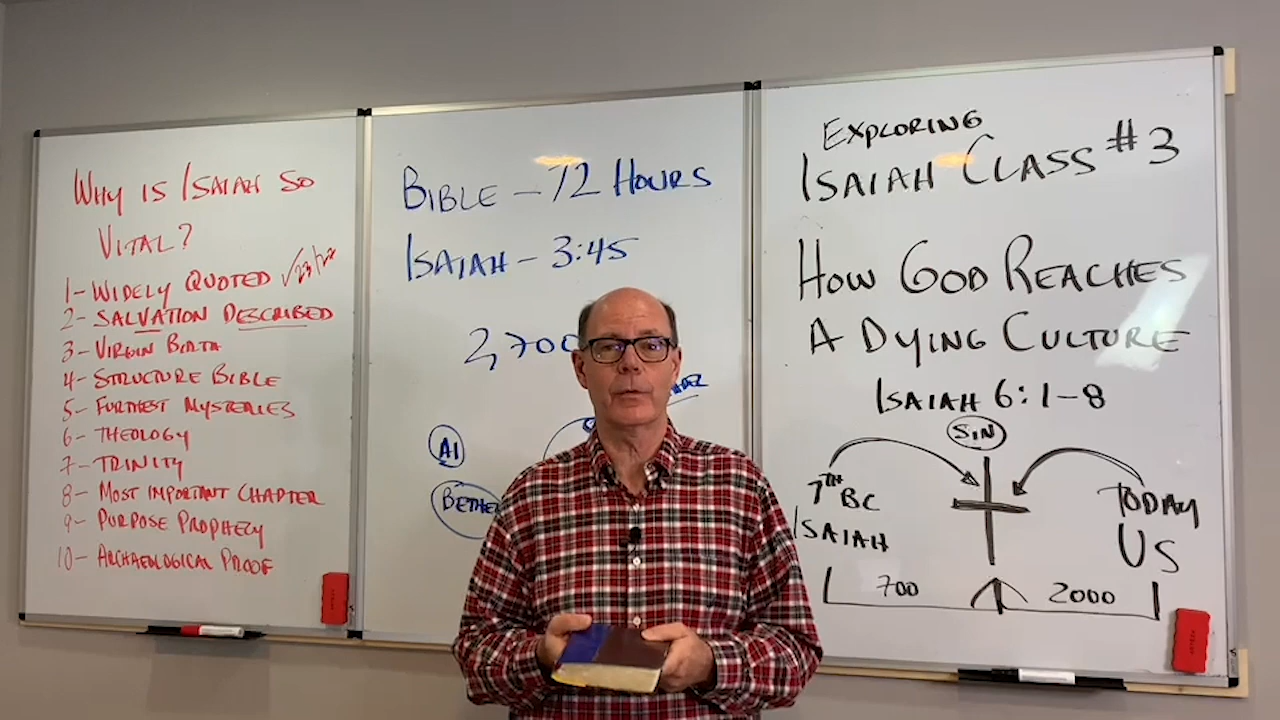 Why is Isaiah so
Vital?
1- Widely Quoted √
2- Salvation Described
3- Virgin Birth
4- Structure Bible
5- Furthest Mysteries
6- Theology
7- Trinity
8- Most Important Chapter
9- Purpose Prophecy
10- Archaeological Proof
Bible - 72 Hours
Isaiah - 3:45
2,700
AI
Exploring
Isaiah Class #3
How God Reaches
A Dying Culture
Isaiah 6:1-8
Sin
7th BC
Isaiah
Today
Us
700
2000